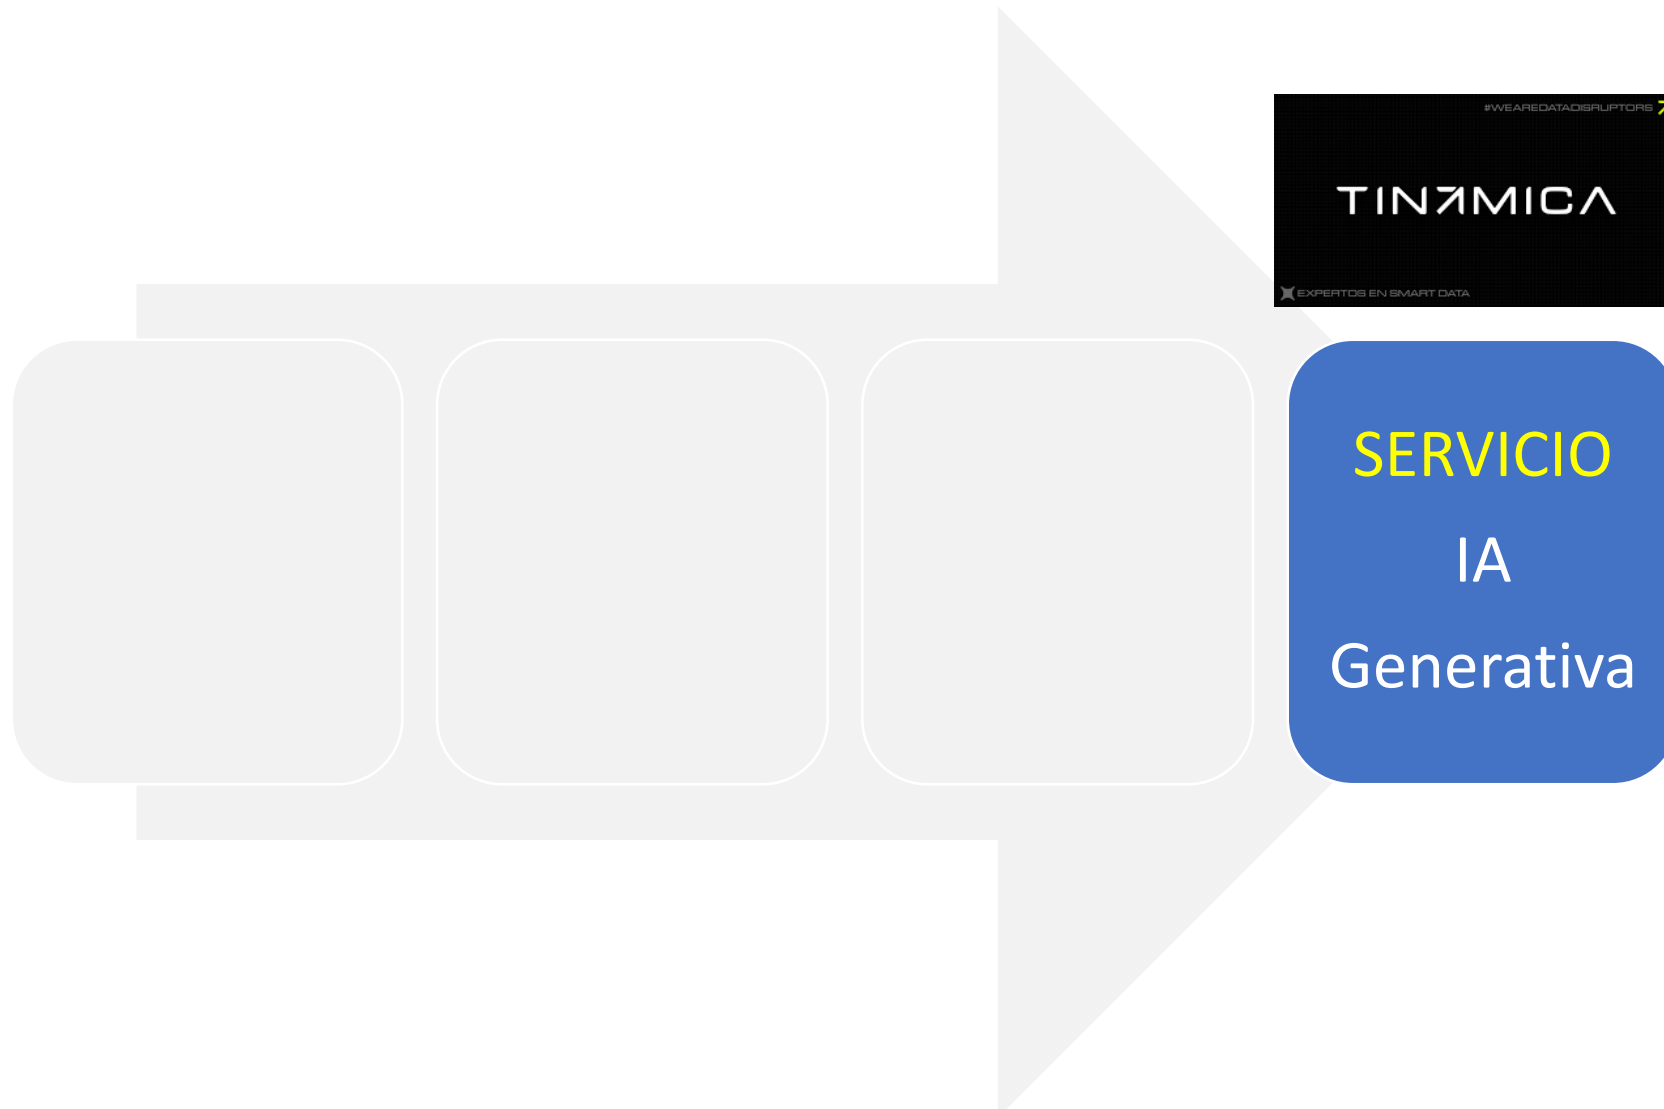 #WEAREDATADISRUPTORS
TINAMICA
EXPERTOS EN SMART DATA
SERVICIO
IA
Generativa